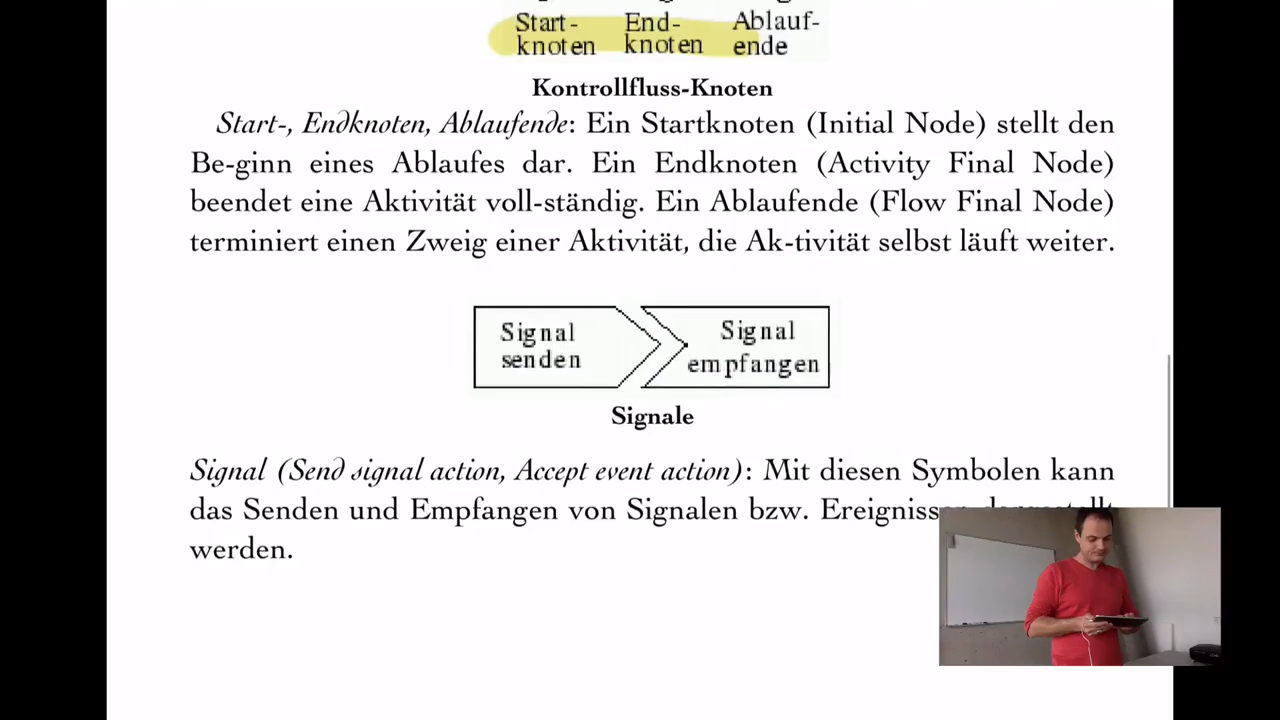 Start- End- Ablauf-
knoten knoten ende
Kontrollfluss-Knoten
Start-, Endknoten, Ablaufende: Ein Startknoten (Initial Node) stellt den
Be-ginn eines Ablaufes dar. Ein Endknoten (Activity Final Node)
beendet eine Aktivität voll-ständig. Ein Ablaufende (Flow Final Node)
terminiert einen Zweig einer Aktivität, die Ak-tivität selbst läuft weiter.
Signal
senden
Signal
empfangen
Signale
Signal (Send signal action, Accept event action): Mit diesen Symbolen kann
das Senden und Empfangen von Signalen bzw. Ereignissen dargestellt
werden.